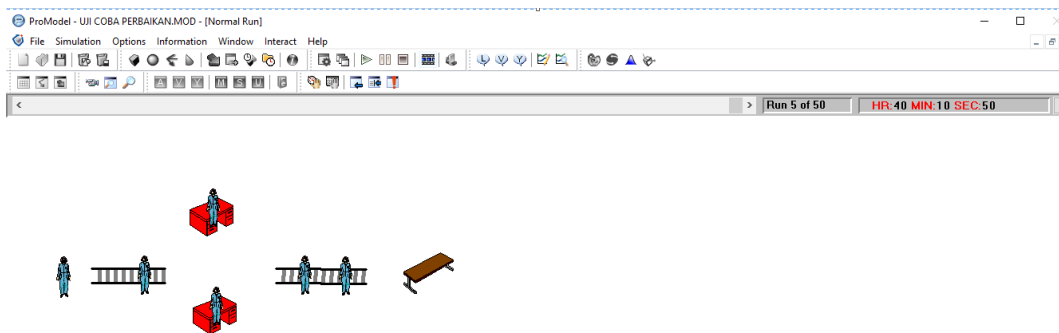 ProModel - UJI COBA PERBAIKAN.MOD - [Normal Run]
File Simulation Options Information Window Interact Help
Run 5 of 50 HR:40 MIN:10 SEC:50